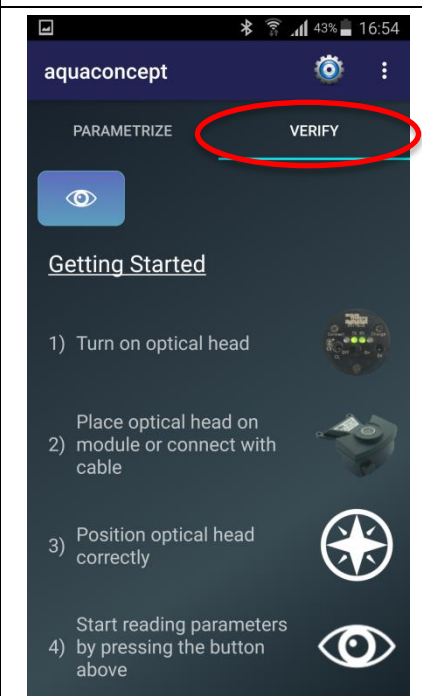 43% 16:54
aquaconcept
PARAMETRIZE VERIFY
Getting Started
1) Turn on optical head
Place optical head on
2) module or connect with
cable
3) Position optical head
correctly
Start reading parameters
4) by pressing the button
above